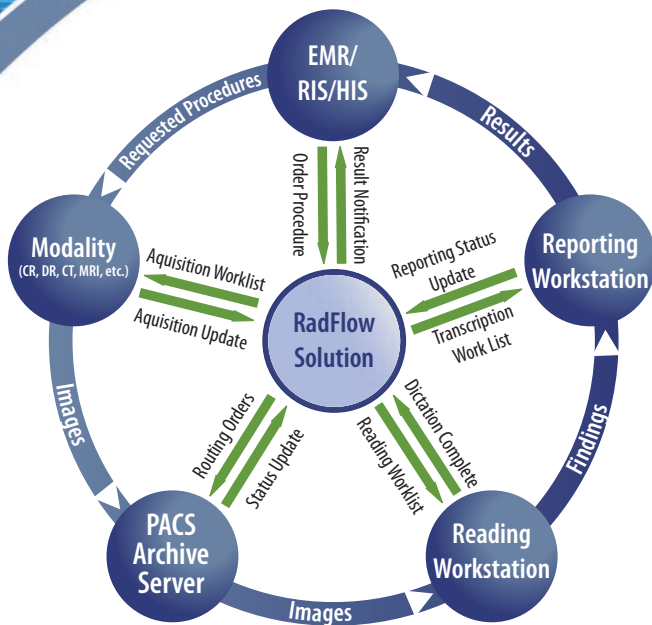 EMR/
RIS/HIS
Requested Procedures
Results
Order Procedure
Result Notification
Modality
(CR, DR, CT, MRI, etc.)
Aquisition Worklist
Aquisition Update
Reporting Status
Update
Transcription
Work List
Reporting
Workstation
RadFlow
Solution
Images
Routing Orders
Status Update
Reading Worklist
Dictation Complete
Findings
PACS
Archive
Server
Reading
Workstation
Images